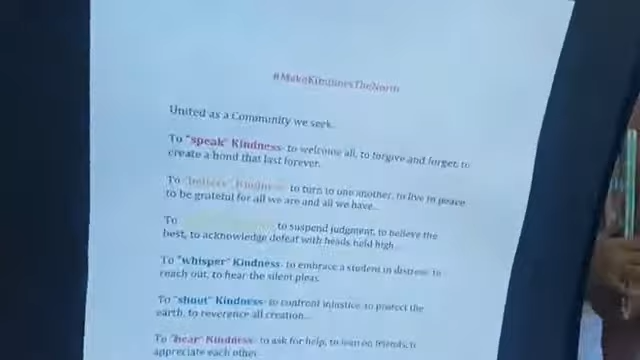 #MakeKindnessTheNorm
United as a Community we seek.
To "speak" Kindness- to welcome all, to forgive and forget, to
create a bond that last forever.
To "believe" Kindness- to turn to one another, to live in peace
to be grateful for all we are and all we have...
To to suspend judgment, to believe the
best, to acknowledge defeat with heads held high...
To "whisper" Kindness- to embrace a student in distress to
reach out, to hear the silent pleas.
To "shout" Kindness- to confront injustice, to protect the
earth, to reverence all creation...
To "hear" Kindness- to ask for help, to lean on friends, to
appreciate each other.